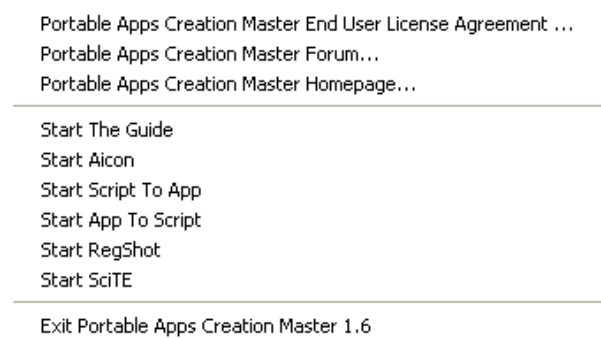 Portable Apps Creation Master End User License Agreement ...
Portable Apps Creation Master Forum...
Portable Apps Creation Master Homepage...
Start The Guide
Start Aicon
Start Script To App
Start App To Script
Start RegShot
Start SciTE
Exit Portable Apps Creation Master 1.6